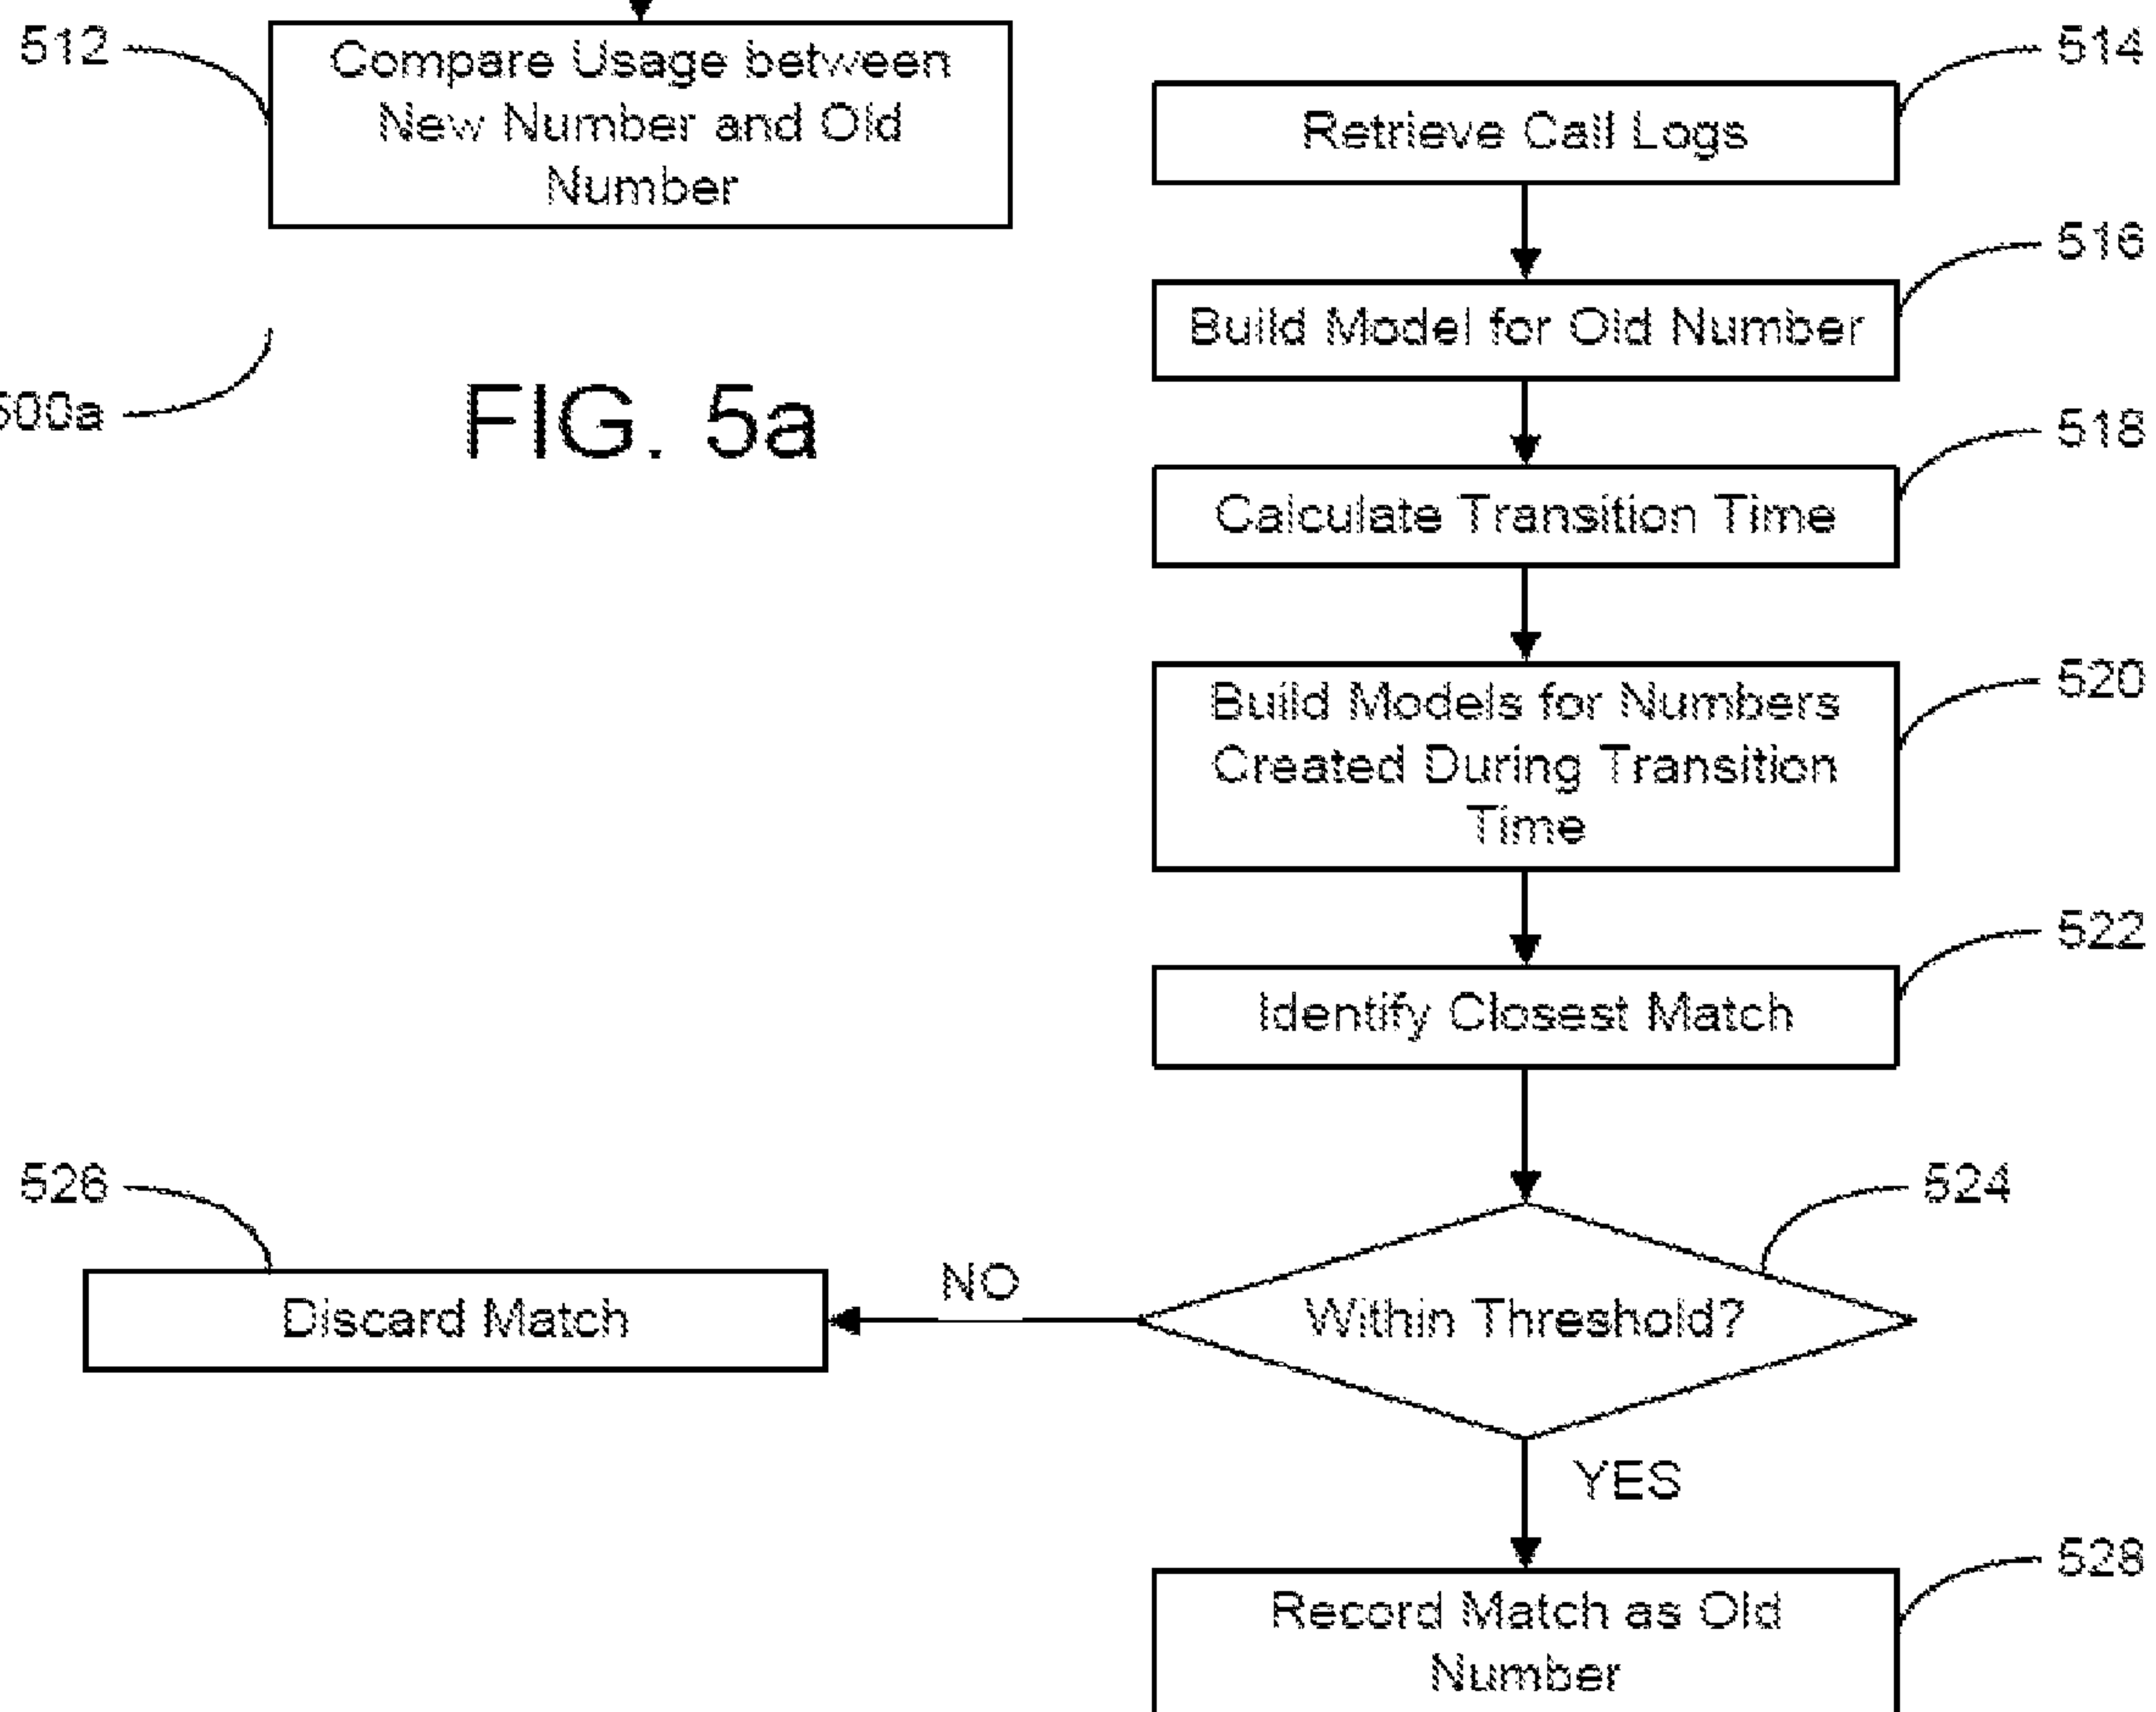 512
Compare Usage between
New Number and Old
Number
500a
FIG. 5a
514
Retrieve Call Logs
516
Build Model for Old Number
518
Calculate Transition Time
520
Build Models for Numbers
Created During Transition
Time
522
Identify Closest Match
524
Within Threshold?
NO
526
Discard Match
YES
528
Record Match as Old
Number